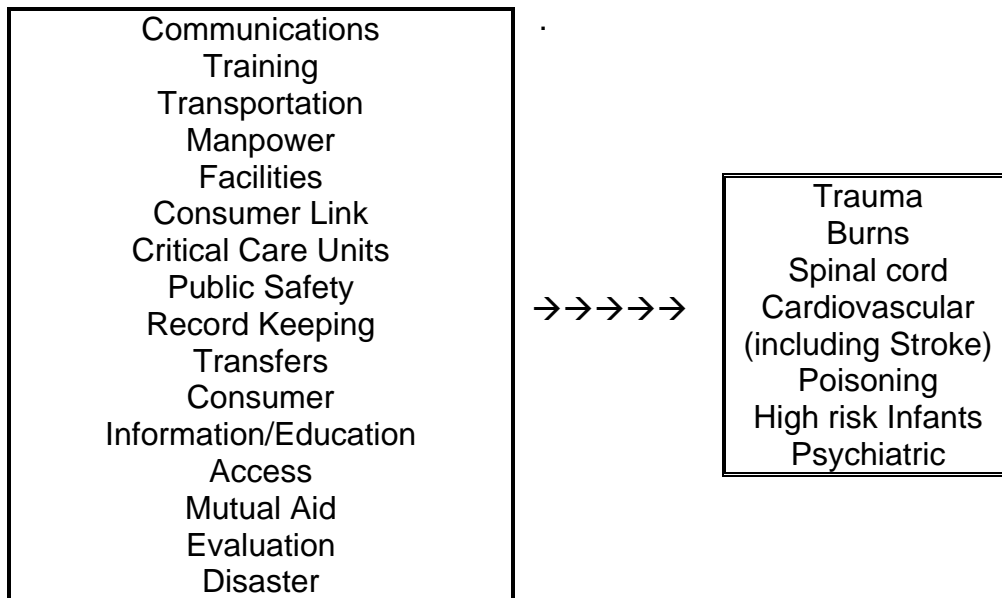 .
Communications
Training
Transportation
Manpower
Facilities
Consumer Link
Critical Care Units
Public Safety
Record Keeping
Transfers
Consumer
Information/Education
Access
Mutual Aid
Evaluation
Disaster
→→→→→
Trauma
Burns
Spinal cord
Cardiovascular
(including Stroke)
Poisoning
High risk Infants
Psychiatric